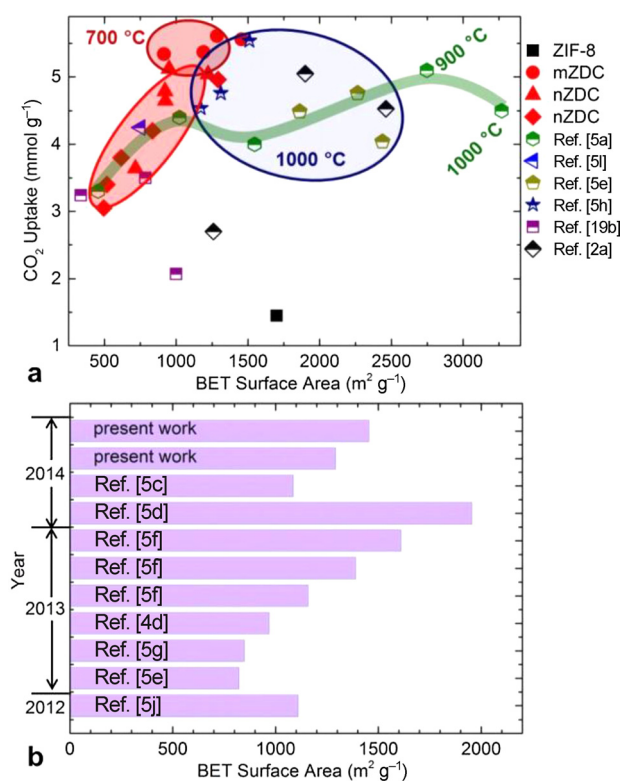 700 °C
900 °C
1000 °C
1000 °C
CO2 Uptake (mmol g–1)
5
4
3
2
1
500
1000
1500
2000
2500
3000
BET Surface Area (m2 g–1)
a
ZIF-8
mZDC
nZDC
nZDC
Ref. [5a]
Ref. [5l]
Ref. [5e]
Ref. [5h]
Ref. [19b]
Ref. [2a]
present work
present work
Ref. [5c]
Ref. [5d]
Ref. [5f]
Ref. [5f]
Ref. [5f]
Ref. [4d]
Ref. [5g]
Ref. [5e]
Ref. [5j]
2014
2013
2012
Year
0
500
1000
1500
2000
BET Surface Area (m2 g–1)
b